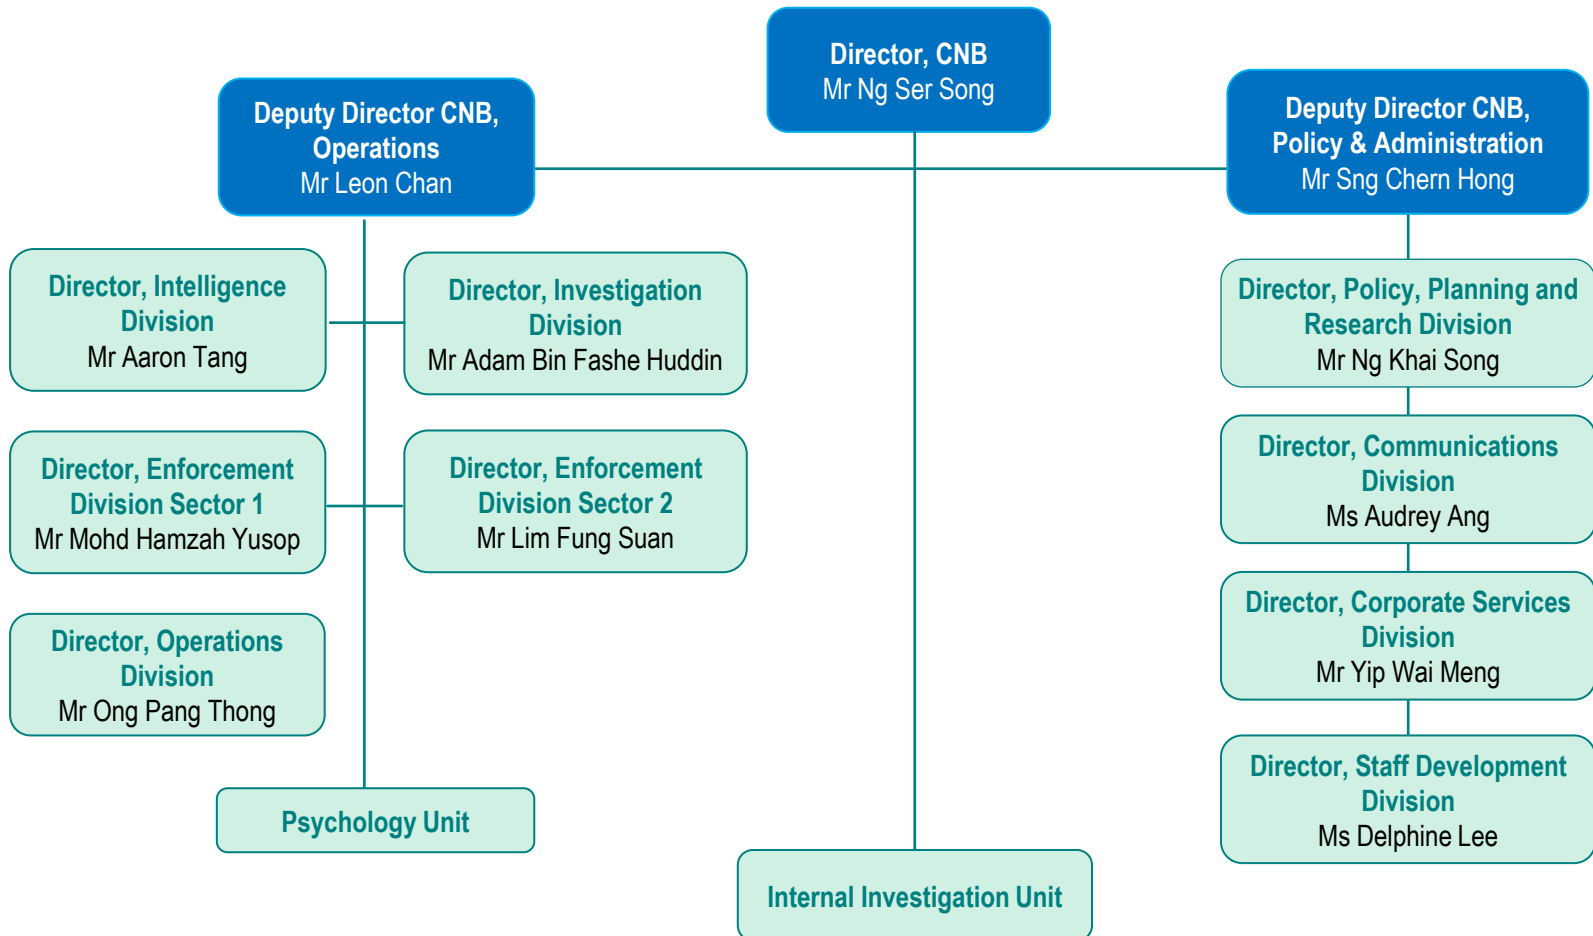 Director, CNB
Mr Ng Ser Song
Deputy Director CNB,
Operations
Mr Leon Chan
Deputy Director CNB,
Policy & Administration
Mr Sng Chern Hong
Director, Intelligence
Division
Mr Aaron Tang
Director, Investigation
Division
Mr Adam Bin Fashe Huddin
Director, Policy, Planning and
Research Division
Mr Ng Khai Song
Director, Enforcement
Division Sector 1
Mr Mohd Hamzah Yusop
Director, Enforcement
Division Sector 2
Mr Lim Fung Suan
Director, Communications
Division
Ms Audrey Ang
Director, Operations
Division
Mr Ong Pang Thong
Director, Corporate Services
Division
Mr Yip Wai Meng
Psychology Unit
Director, Staff Development
Division
Ms Delphine Lee
Internal Investigation Unit